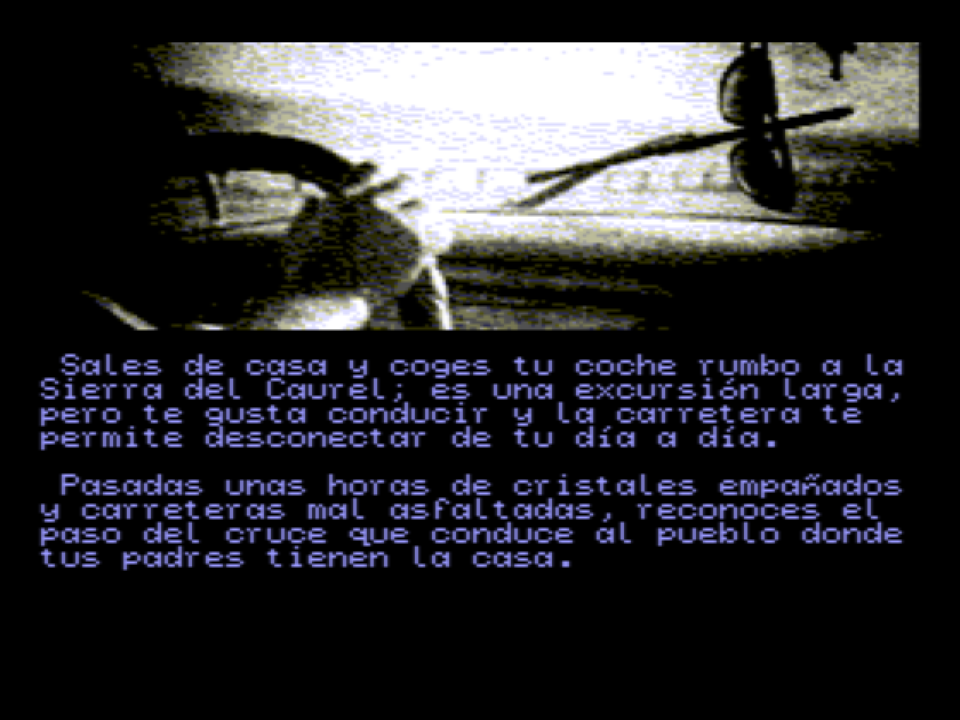 Sales de casa y coges tu coche rumbo a la
Sierra del Caurel; es una excursión larga,
pero te gusta conducir y la carretera te
permite desconectar de tu día a día.
Pasadas unas horas de cristales empañados
y carreteras mal asfaltadas, reconoces el
paso del cruce que conduce al pueblo donde
tus padres tienen la casa.